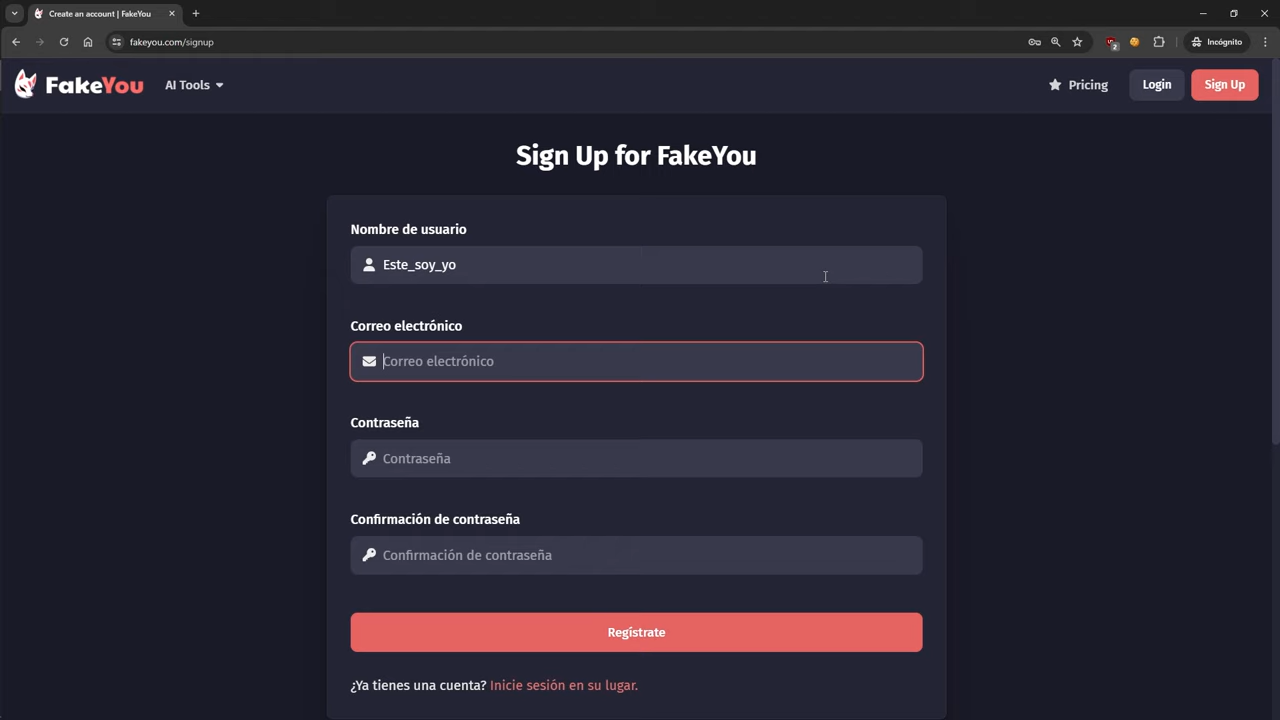 Create an account | FakeYou
fakeyou.com/signup
2
Incógnito
FakeYou
AI Tools
Pricing
Login
Sign Up
Sign Up for FakeYou
Nombre de usuario
Este_soy_yo
Correo electrónico
Correo electrónico
Contraseña
Contraseña
Confirmación de contraseña
Confirmación de contraseña
Regístrate
¿Ya tienes una cuenta? Inicie sesión en su lugar.